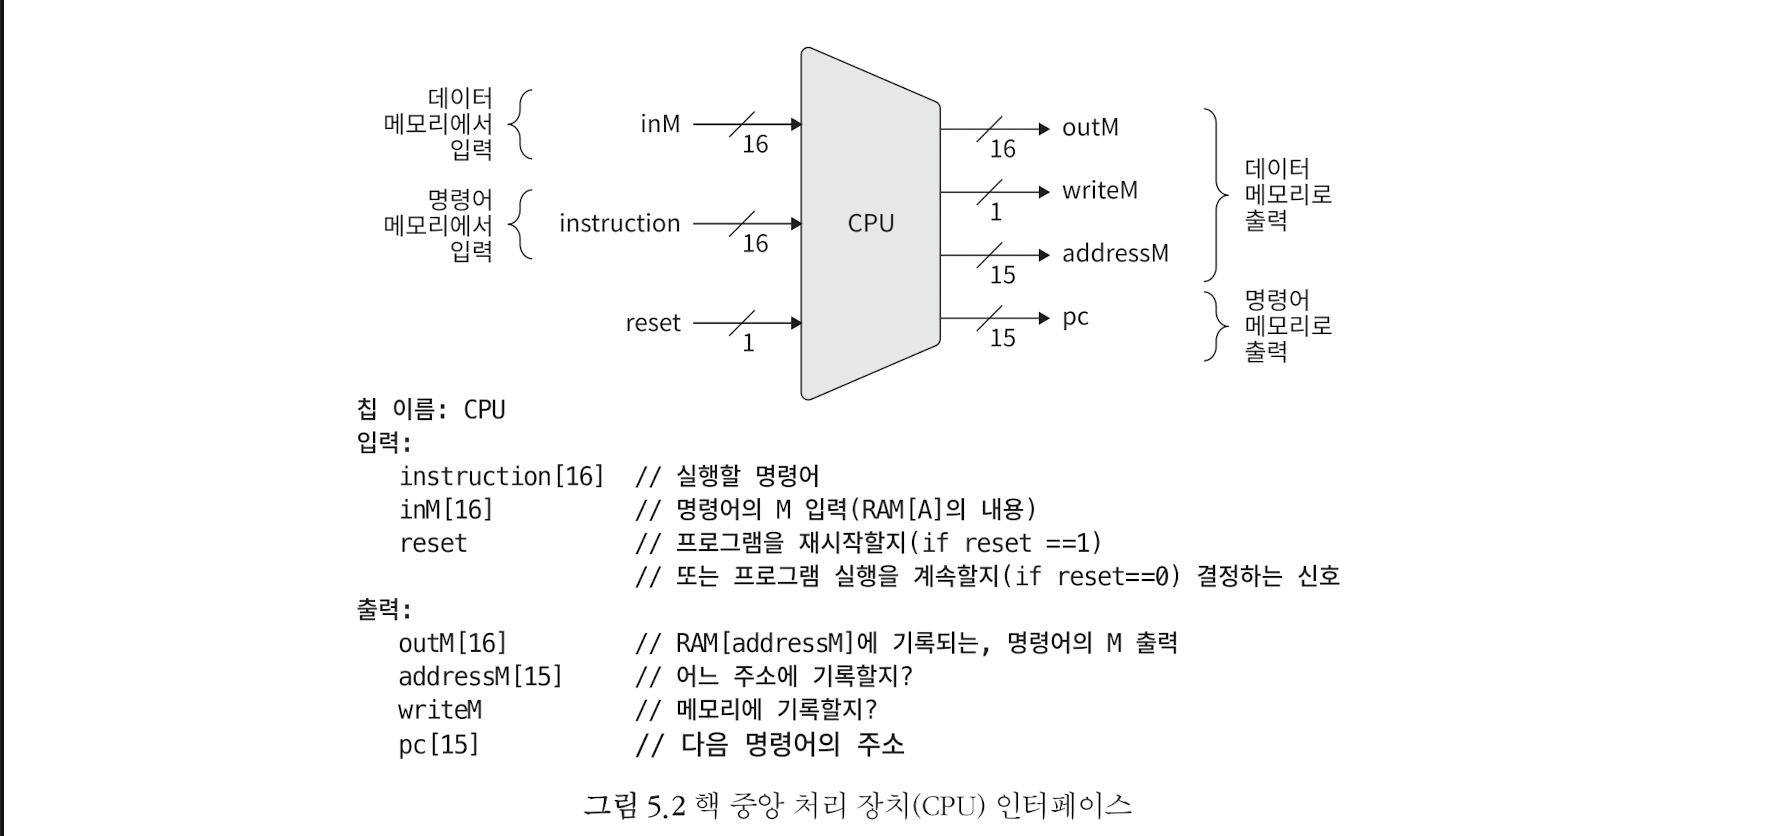 데이터
메모리에서
입력
inM
16
명령어
메모리에서
입력
instruction
16
reset
1
CPU
16
outM
1
writeM
15
addressM
15
pc
데이터
메모리로
출력
명령어
메모리로
출력
칩 이름: CPU
입력:
instruction[16] // 실행할 명령어
inM[16] // 명령어의 M 입력(RAM[A]의 내용)
reset // 프로그램을 재시작할지(if reset ==1)
// 또는 프로그램 실행을 계속할지(if reset==0) 결정하는 신호
출력:
outM[16] // RAM[addressM]에 기록되는, 명령어의 M 출력
addressM[15] // 어느 주소에 기록할지?
writeM // 메모리에 기록할지?
pc[15] // 다음 명령어의 주소
그림 5.2 핵 중앙 처리 장치(CPU) 인터페이스